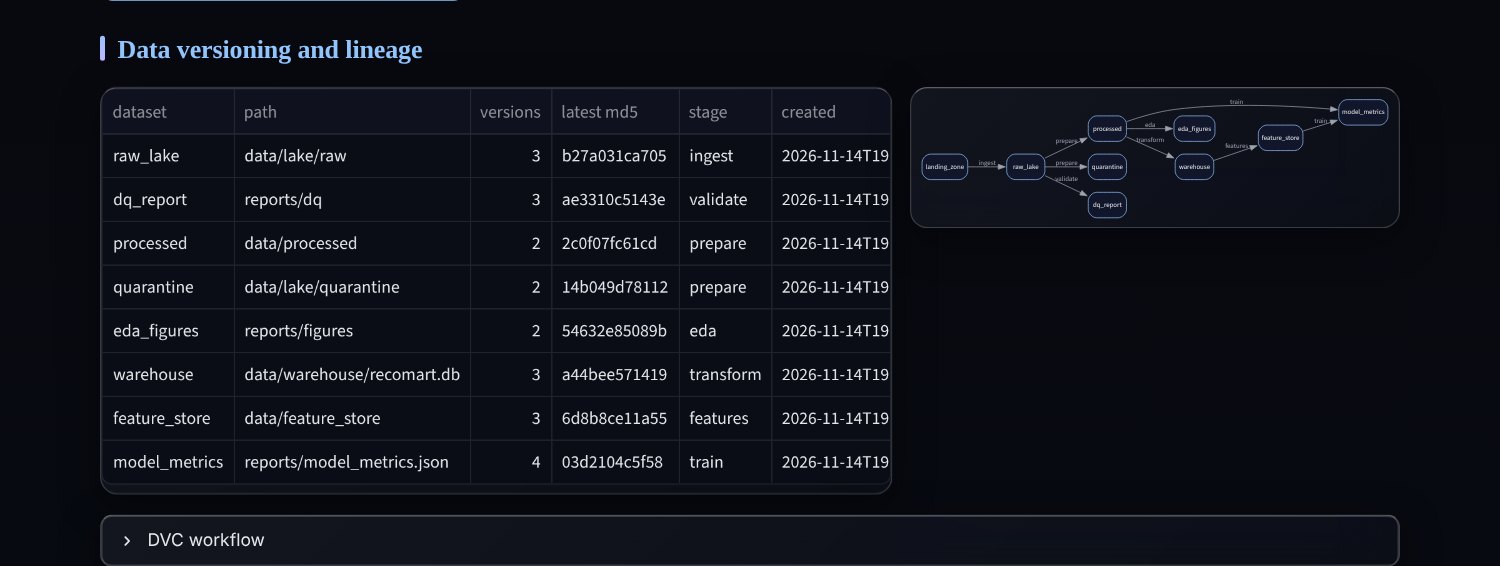 Data versioning and lineage
dataset path versions latest md5 stage created
raw_lake data/lake/raw 3 b27a031ca705 ingest 2026-11-14T19
dq_report reports/dq 3 ae3310c5143e validate 2026-11-14T19
processed data/processed 2 2c0f07fc61cd prepare 2026-11-14T19
quarantine data/lake/quarantine 2 14b049d78112 prepare 2026-11-14T19
eda_figures reports/figures 2 54632e85089b eda 2026-11-14T19
warehouse data/warehouse/recomart.db 3 a44bee571419 transform 2026-11-14T19
feature_store data/feature_store 3 6d8b8ce11a55 features 2026-11-14T19
model_metrics reports/model_metrics.json 4 03d2104c5f58 train 2026-11-14T19
train
model_metrics
processed eda eda_figures train
feature_store
prepare transform
features
landing_zone ingest raw_lake prepare quarantine warehouse
validate
dq_report
DVC workflow